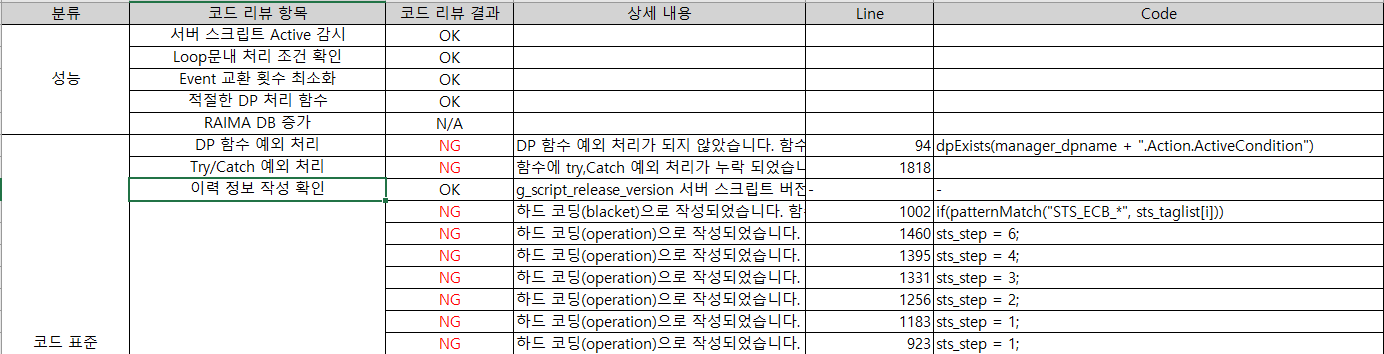 분류 코드 리뷰 항목 코드 리뷰 결과 상세 내용 Line Code
서버 스크립트 Active 감시 OK
Loop문내 처리 조건 확인 OK
성능 Event 교환 횟수 최소화 OK
적절한 DP 처리 함수 OK
RAIMA DB 증가 N/A
DP 함수 예외 처리 NG DP 함수 예외 처리가 되지 않았습니다. 함수 94 dpExists(manager_dpname + ".Action.ActiveCondition")
Try/Catch 예외 처리 NG 함수에 try,Catch 예외 처리가 누락 되었습니 1818
이력 정보 작성 확인 OK g_script_release_version 서버 스크립트 버전 - -
NG 하드 코딩(blacket)으로 작성되었습니다. 함 1002 if(patternMatch("STS_ECB_*", sts_taglist[i]))
NG 하드 코딩(operation)으로 작성되었습니다. 1460 sts_step = 6;
NG 하드 코딩(operation)으로 작성되었습니다. 1395 sts_step = 4;
NG 하드 코딩(operation)으로 작성되었습니다. 1331 sts_step = 3;
NG 하드 코딩(operation)으로 작성되었습니다. 1256 sts_step = 2;
NG 하드 코딩(operation)으로 작성되었습니다. 1183 sts_step = 1;
코드 표준 NG 하드 코딩(operation)으로 작성되었습니다. 923 sts_step = 1;